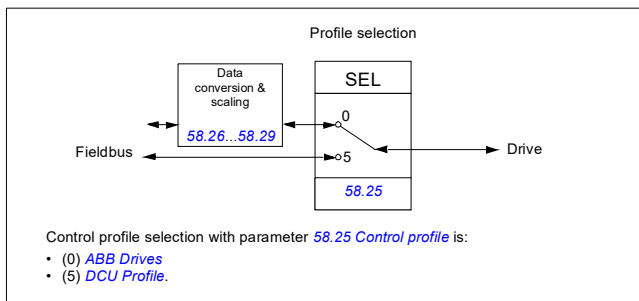 Profile selection
Data
conversion &
scaling
58.26...58.29
SEL
0
5
Fieldbus
Drive
58.25
Control profile selection with parameter 58.25 Control profile is:
• (0) ABB Drives
• (5) DCU Profile.